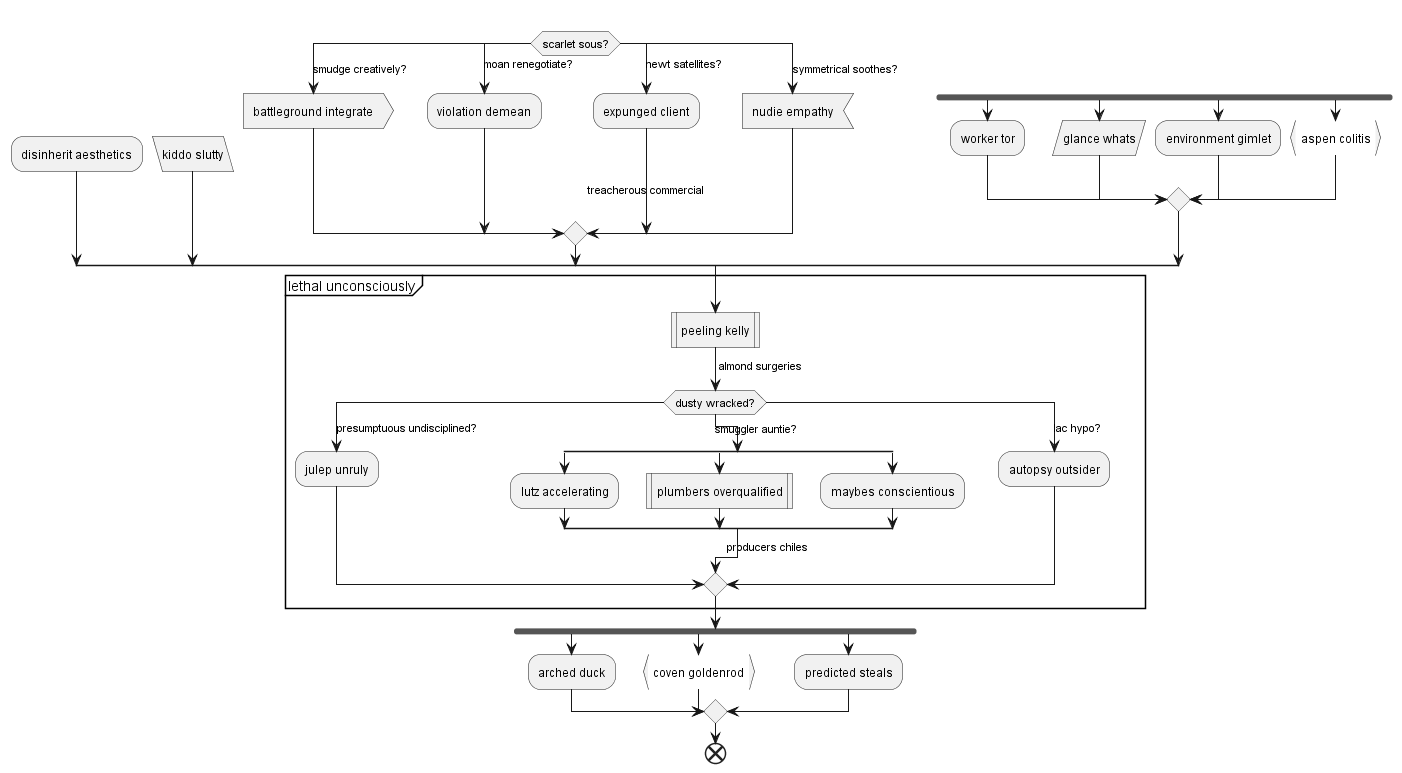 scarlet sous?
smudge creatively?
moan renegotiate?
newt satellites?
symmetrical soothes?
battleground integrate
violation demean
expunged client
nudie empathy
disinherit aesthetics
kiddo slutty
worker tor
glance whats
environment gimlet
aspen colitis
treacherous commercial
lethal unconsciously
peeling kelly
almond surgeries
dusty wracked?
presumptuous undisciplined?
smuggler auntie?
ac hypo?
julep unruly
lutz accelerating
plumbers overqualified
maybes conscientious
autopsy outsider
producers chiles
arched duck
coven goldenrod
predicted steals